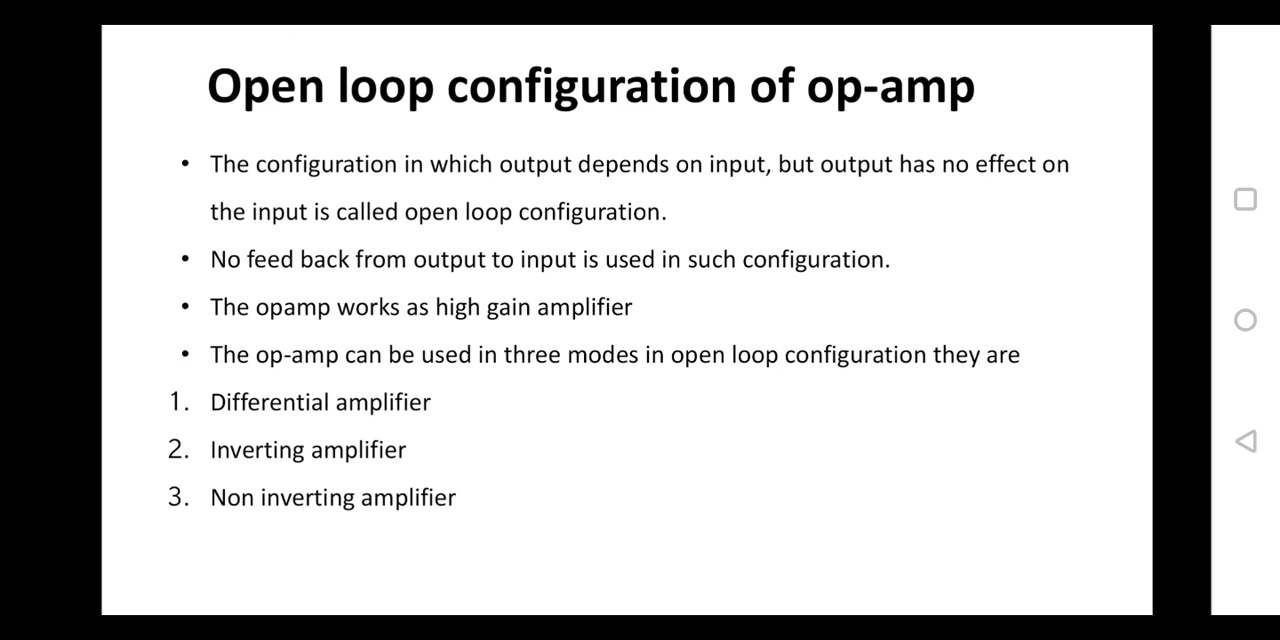 Open loop configuration of op-amp
• The configuration in which output depends on input, but output has no effect on
the input is called open loop configuration.
• No feed back from output to input is used in such configuration.
• The opamp works as high gain amplifier
• The op-amp can be used in three modes in open loop configuration they are
1. Differential amplifier
2. Inverting amplifier
3. Non inverting amplifier